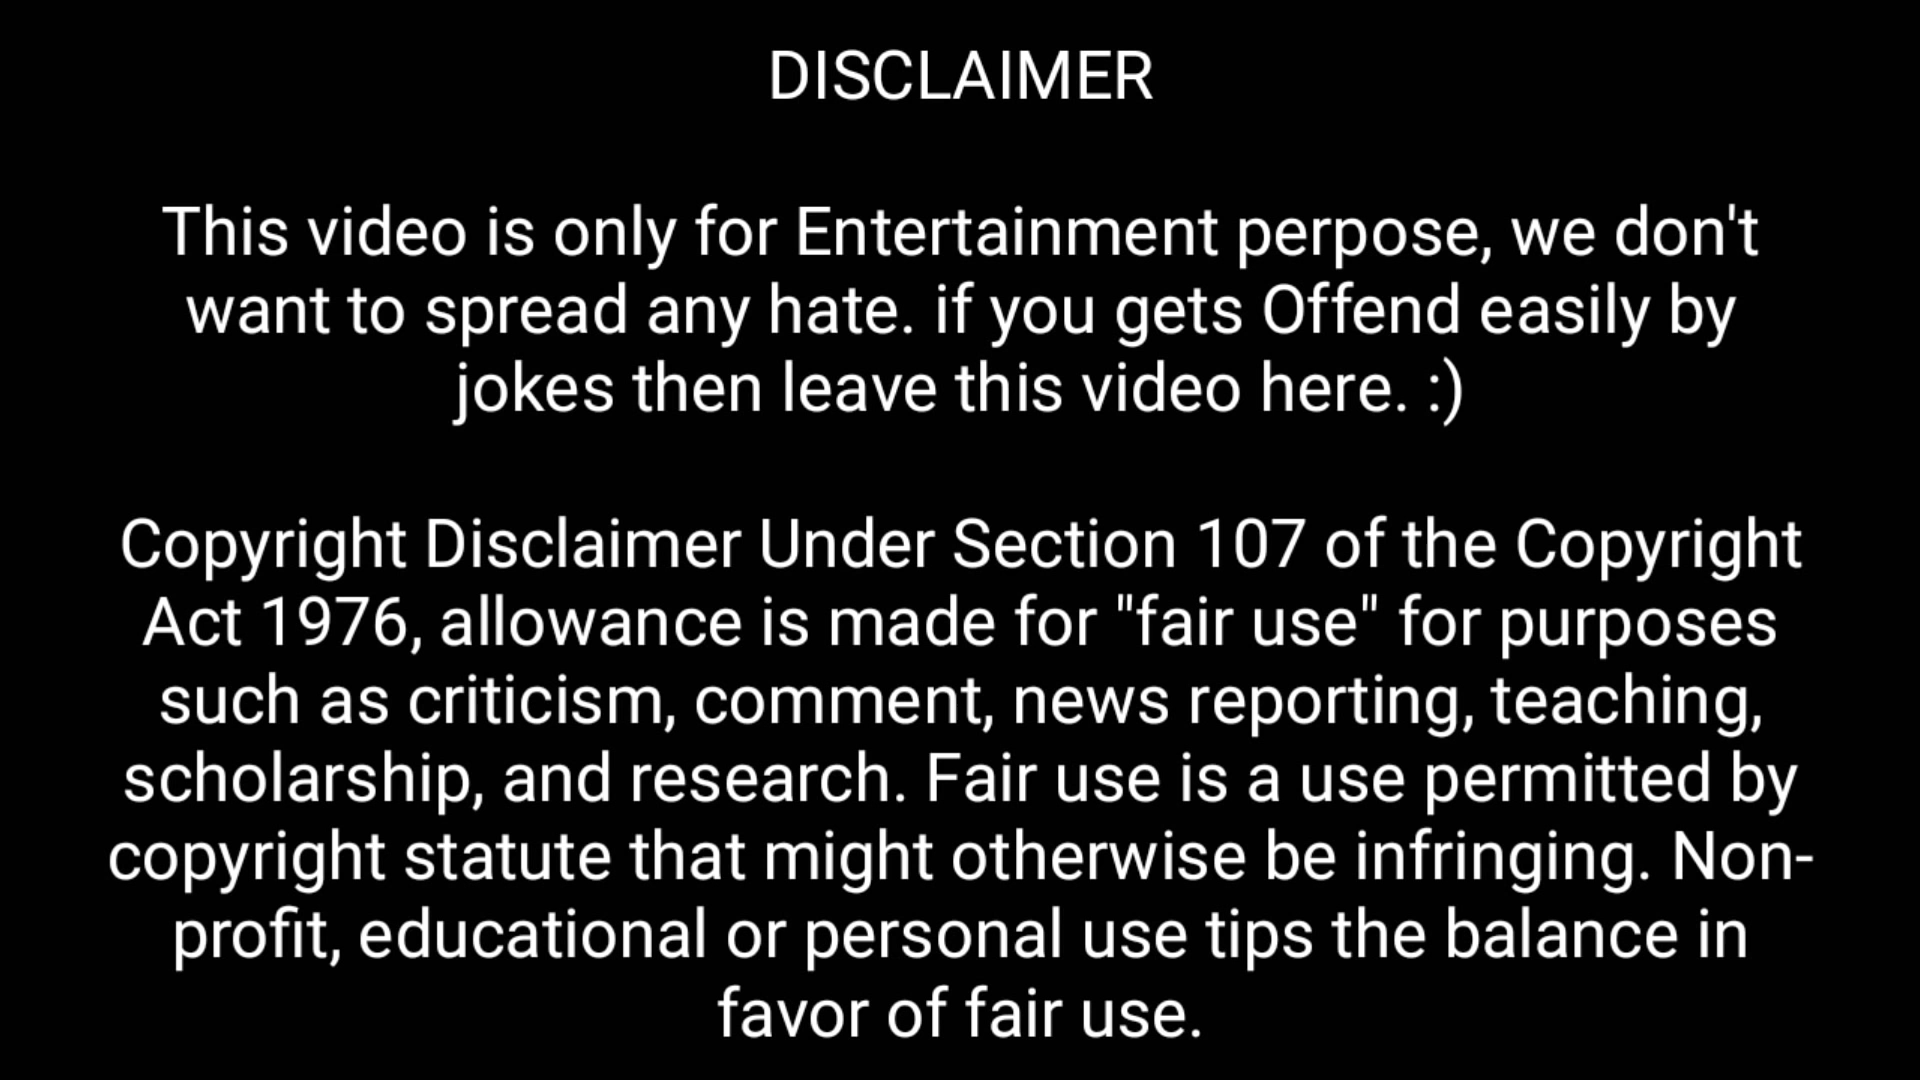 DISCLAIMER
This video is only for Entertainment perpose, we don't
want to spread any hate. if you gets Offend easily by
jokes then leave this video here. :)
Copyright Disclaimer Under Section 107 of the Copyright
Act 1976, allowance is made for "fair use" for purposes
such as criticism, comment, news reporting, teaching,
scholarship, and research. Fair use is a use permitted by
copyright statute that might otherwise be infringing. Non-
profit, educational or personal use tips the balance in
favor of fair use.